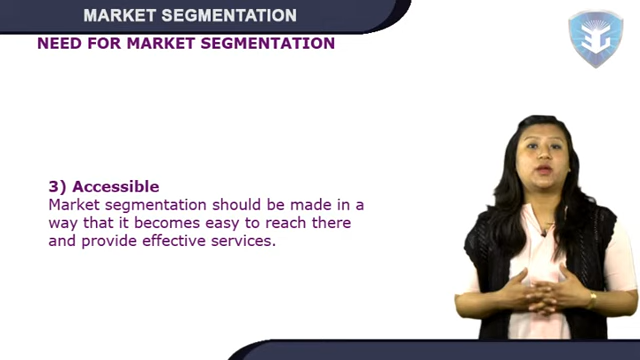 MARKET SEGMENTATION
NEED FOR MARKET SEGMENTATION
3) Accessible
Market segmentation should be made in a
way that it becomes easy to reach there
and provide effective services.